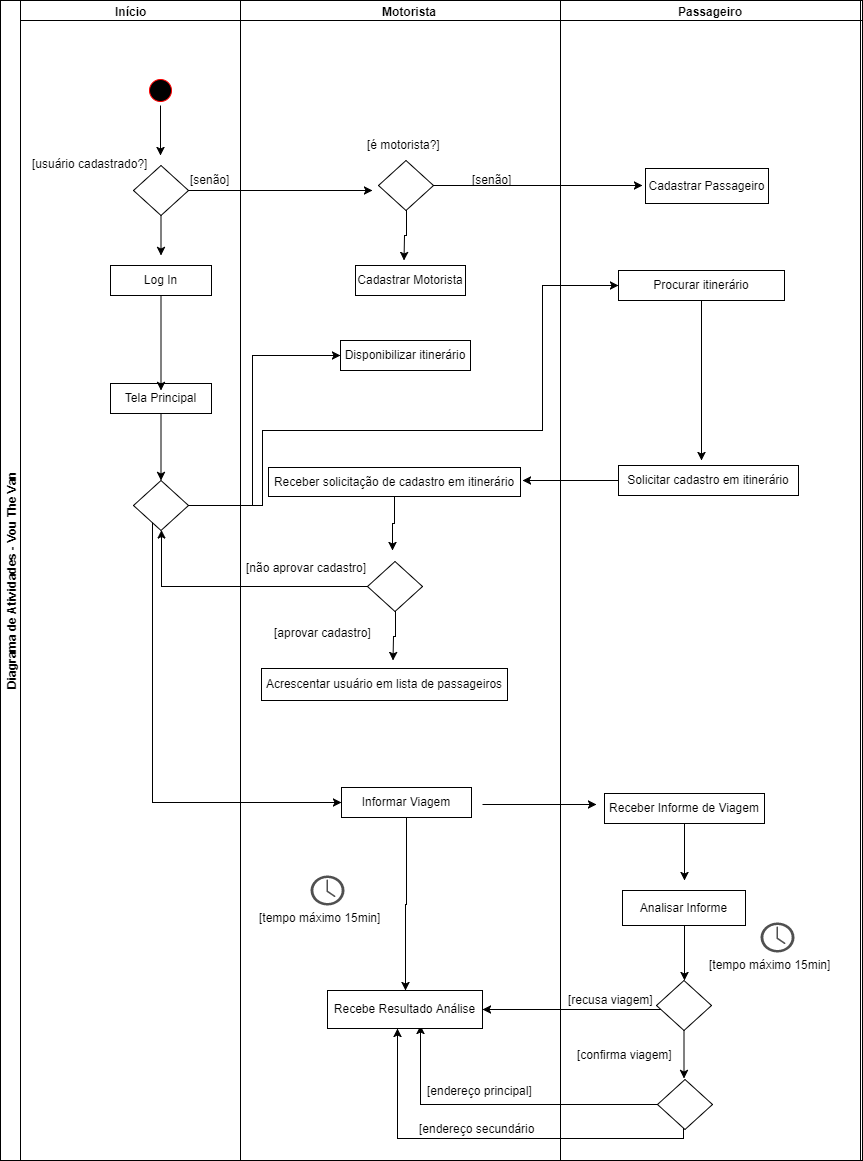 Início
Motorista
Passageiro
Diagrama de Atividades - Vou The Van
[usuário cadastrado?]
[senão]
[é motorista?]
[senão]
Cadastrar Passageiro
Log In
Cadastrar Motorista
Procurar itinerário
Disponibilizar itinerário
Tela Principal
Receber solicitação de cadastro em itinerário
Solicitar cadastro em itinerário
[não aprovar cadastro]
[aprovar cadastro]
Acrescentar usuário em lista de passageiros
Informar Viagem
Receber Informe de Viagem
[tempo máximo 15min]
Analisar Informe
[tempo máximo 15min]
Recebe Resultado Análise
[recusa viagem]
[confirma viagem]
[endereço principal]
[endereço secundário